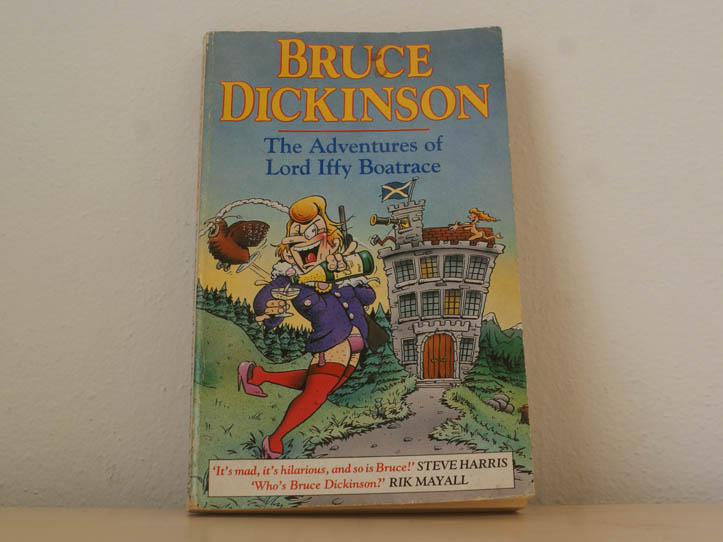 BRUCE
DICKINSON
The Adventures of
Lord Iffy Boatrace
'It's mad, it's hilarious, and so is Bruce!' STEVE HARRIS
'Who's Bruce Dickinson?' RIK MAYALL